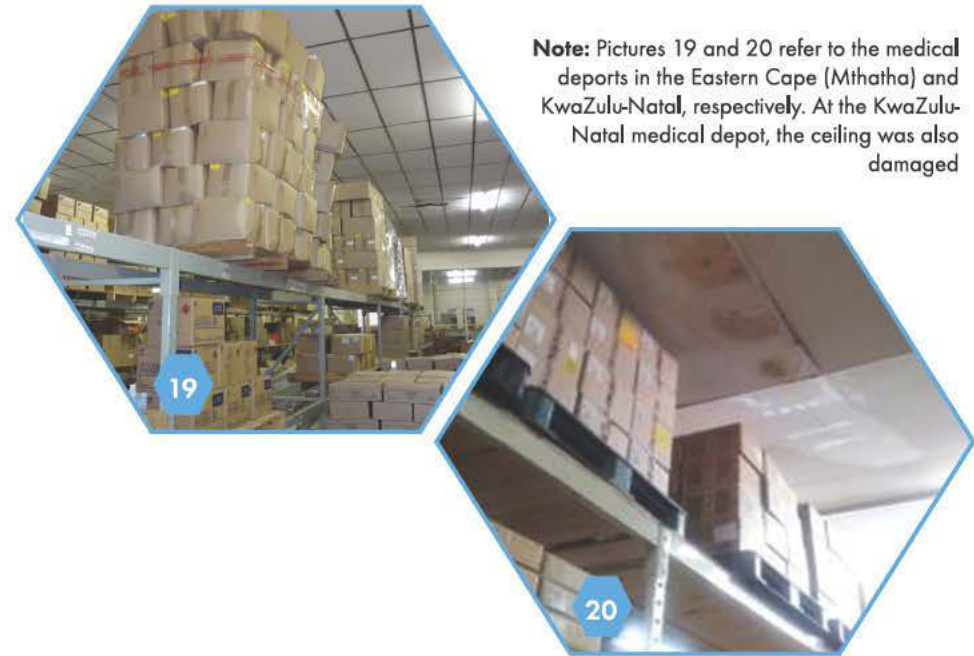 Note: Pictures 19 and 20 refer to the medical
deports in the Eastern Cape (Mthatha) and
KwaZulu-Natal, respectively. At the KwaZulu-
Natal medical depot, the ceiling was also
damaged
19
20